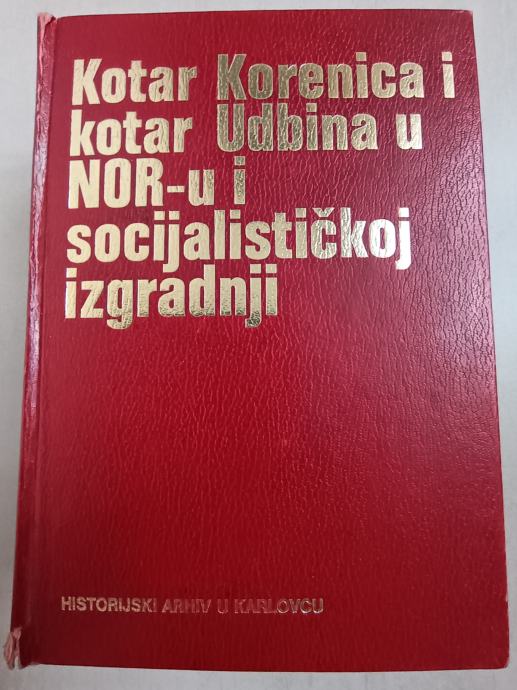 Kotar Korenica i
kotar Udbina u
NOR-u i
socijalističkoj
izgradnji
HISTORIJSKI ARHIV U KARLOVCU